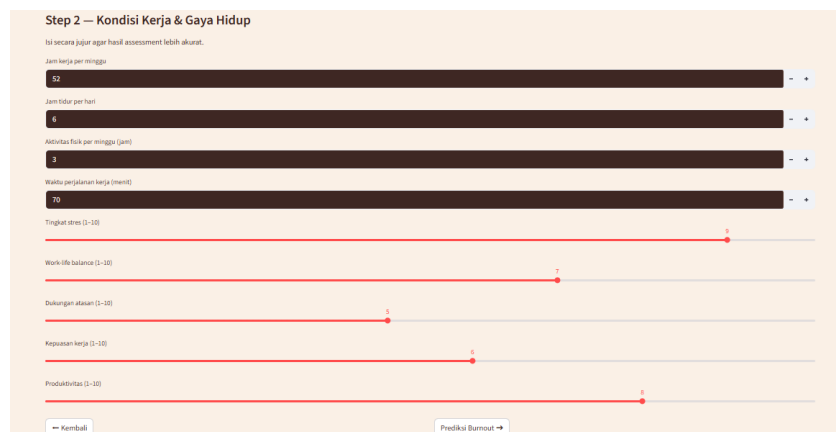 Step 2 — Kondisi Kerja & Gaya Hidup
Isi secara jujur agar hasil assessment lebih akurat.
Jam kerja per minggu
52 - +
Jam tidur per hari
6 - +
Aktivitas fisik per minggu (jam)
3 - +
Waktu perjalanan kerja (menit)
70 - +
Tingkat stres (1–10)
9
Work-life balance (1–10)
7
Dukungan atasan (1–10)
5
Kepuasan kerja (1–10)
6
Produktivitas (1–10)
8
← Kembali
Prediksi Burnout →